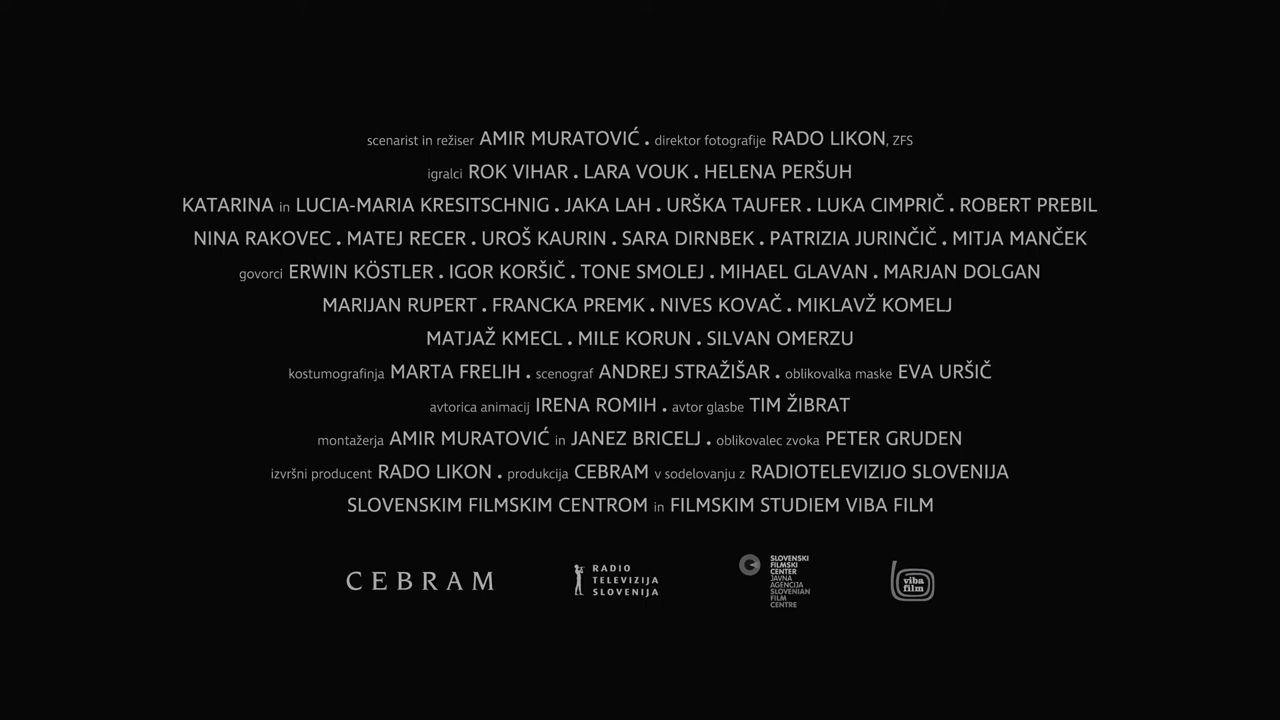 scenarist in režiser AMIR MURATOVIĆ . direktor fotografije RADO LIKON, ZFS
igralci ROK VIHAR . LARA VOUK . HELENA PERŠUH
KATARINA in LUCIA-MARIA KRESITSCHNIG . JAKA LAH . URŠKA TAUFER . LUKA CIMPRIČ . ROBERT PREBIL
NINA RAKOVEC . MATEJ RECER . UROŠ KAURIN . SARA DIRNBEK . PATRIZIA JURINČIČ . MITJA MANČEK
govorci ERWIN KÖSTLER . IGOR KORŠIČ . TONE SMOLEJ . MIHAEL GLAVAN . MARJAN DOLGAN
MARIJAN RUPERT . FRANCKA PREMK . NIVES KOVAČ . MIKLAVŽ KOMELJ
MATJAŽ KMECL . MILE KORUN . SILVAN OMERZU
kostumografinja MARTA FRELIH . scenograf ANDREJ STRAŽIŠAR . oblikovalka maske EVA URŠIČ
avtorica animacij IRENA ROMIH . avtor glasbe TIM ŽIBRAT
montažerja AMIR MURATOVIĆ in JANEZ BRICELJ . oblikovalec zvoka PETER GRUDEN
izvršni producent RADO LIKON . produkcija CEBRAM v sodelovanju z RADIOTELEVIZIJO SLOVENIJA
SLOVENSKIM FILMSKIM CENTROM in FILMSKIM STUDIEM VIBA FILM
CEBRAM
RADIO
TELEVIZIJA
SLOVENIJA
SLOVENSKI
FILMSKI
CENTER
JAVNA
AGENCIJA
SLOVENIAN
FILM
CENTRE
viba
film